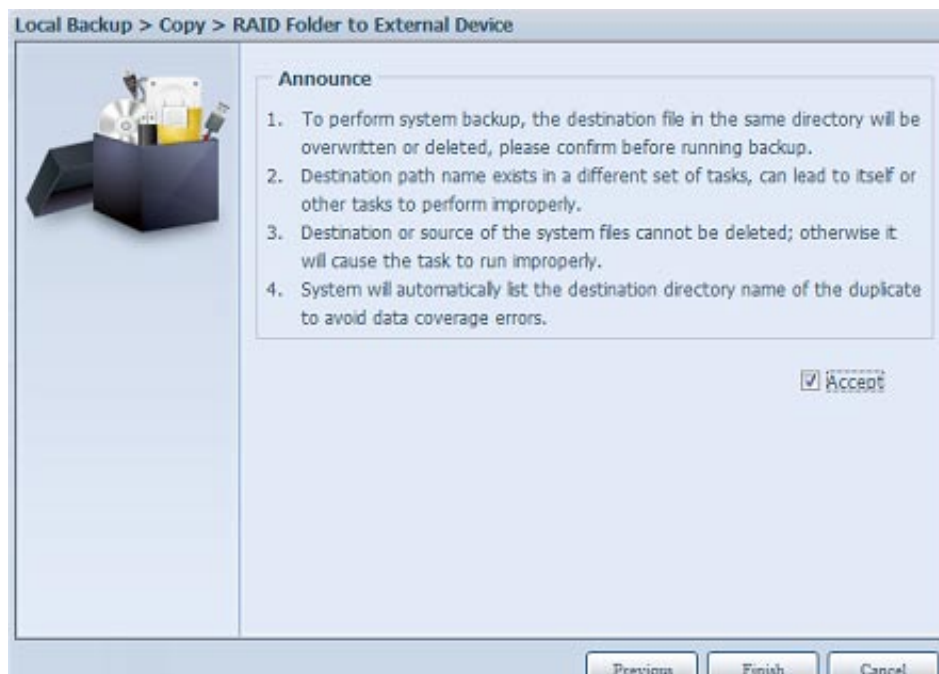 Local Backup > Copy > RAID Folder to External Device
Announce
1. To perform system backup, the destination file in the same directory will be
overwritten or deleted, please confirm before running backup.
2. Destination path name exists in a different set of tasks, can lead to itself or
other tasks to perform improperly.
3. Destination or source of the system files cannot be deleted; otherwise it
will cause the task to run improperly.
4. System will automatically list the destination directory name of the duplicate
to avoid data coverage errors.
Accept
Previous Finish Cancel